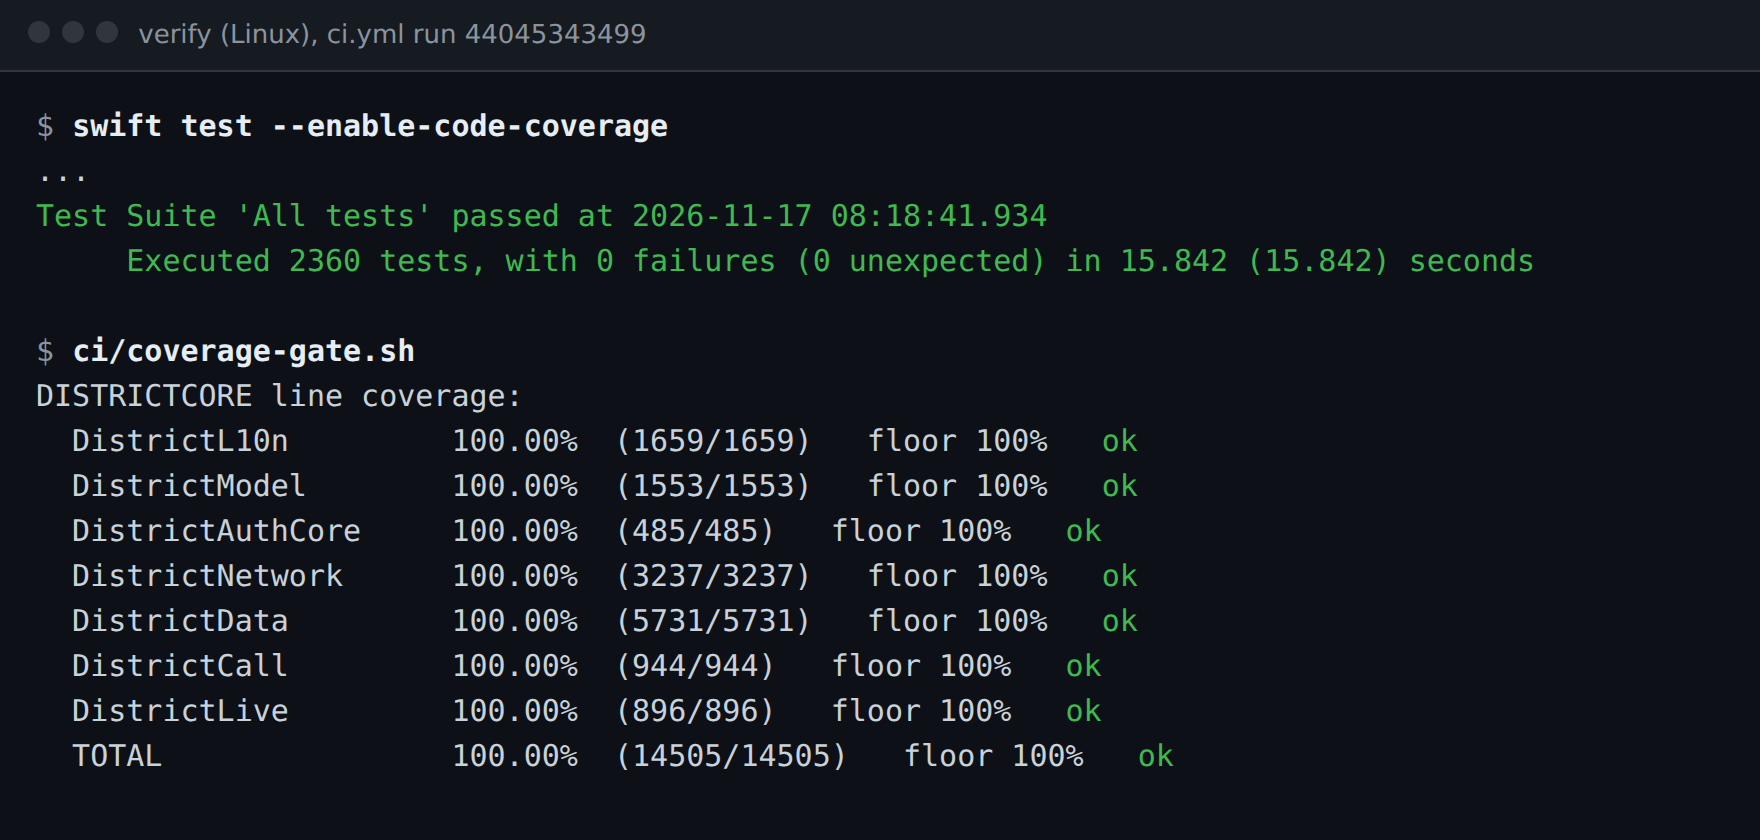 verify (Linux), ci.yml run 44045343499
$ swift test --enable-code-coverage
...
Test Suite 'All tests' passed at 2026-11-17 08:18:41.934
Executed 2360 tests, with 0 failures (0 unexpected) in 15.842 (15.842) seconds
$ ci/coverage-gate.sh
DISTRICTCORE line coverage:
DistrictL10n 100.00% (1659/1659) floor 100% ok
DistrictModel 100.00% (1553/1553) floor 100% ok
DistrictAuthCore 100.00% (485/485) floor 100% ok
DistrictNetwork 100.00% (3237/3237) floor 100% ok
DistrictData 100.00% (5731/5731) floor 100% ok
DistrictCall 100.00% (944/944) floor 100% ok
DistrictLive 100.00% (896/896) floor 100% ok
TOTAL 100.00% (14505/14505) floor 100% ok